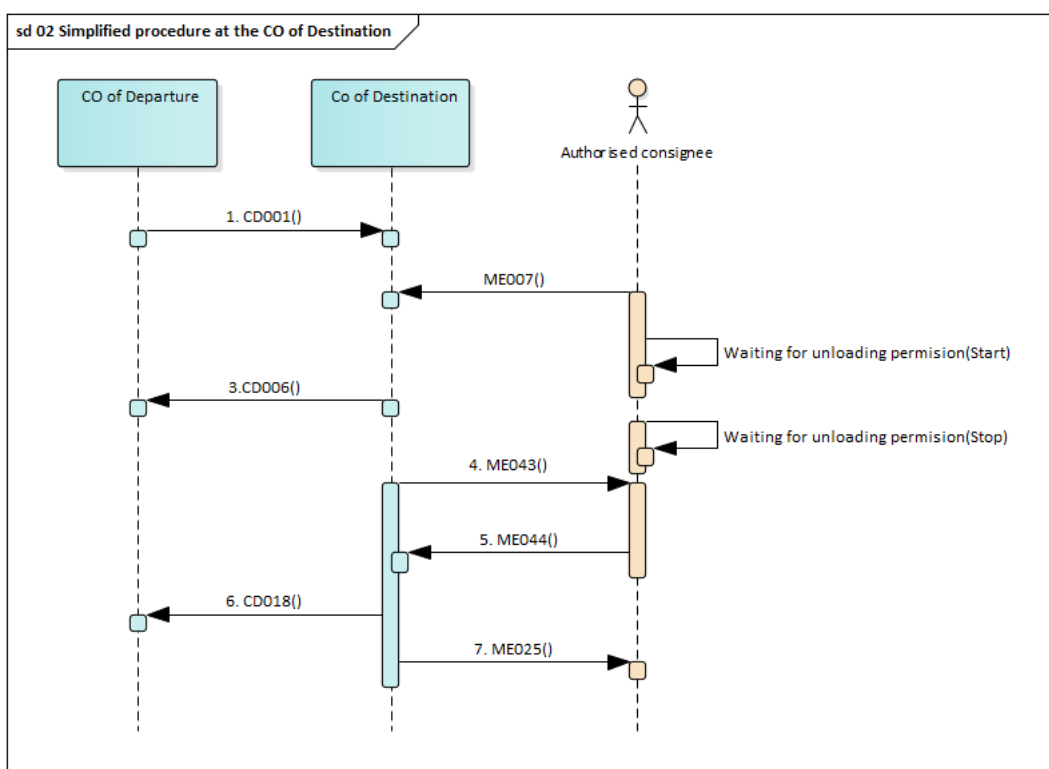 sd 02 Simplified procedure at the CO of Destination
CO of Departure
Co of Destination
Authorised consignee
1. CD001()
ME007()
Waiting for unloading permision(Start)
3.CD006()
Waiting for unloading permision(Stop)
4. ME043()
5. ME044()
6. CD018()
7. ME025()